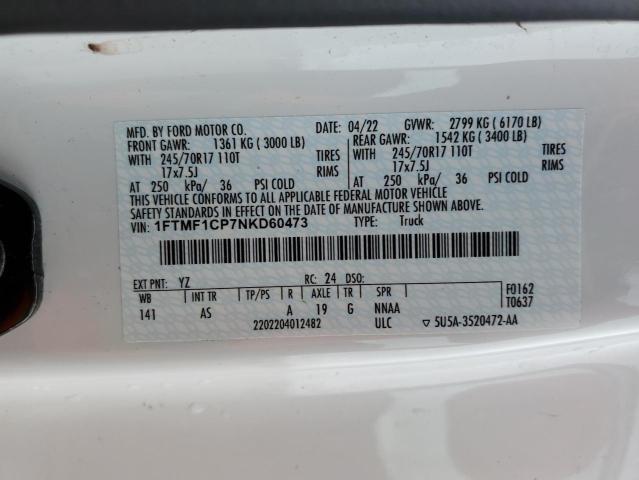 MFD. BY FORD MOTOR CO. DATE: 04/22 GVWR: 2799 KG ( 6170 LB)
FRONT GAWR: 1361 KG ( 3000 LB) REAR GAWR: 1542 KG ( 3400 LB)
WITH 245/70R17 110T TIRES WITH 245/70R17 110T TIRES
17x7.5J RIMS 17x7.5J RIMS
AT 250 kPa/ 36 PSI COLD AT 250 kPa/ 36 PSI COLD
THIS VEHICLE CONFORMS TO ALL APPLICABLE FEDERAL MOTOR VEHICLE
SAFETY STANDARDS IN EFFECT ON THE DATE OF MANUFACTURE SHOWN ABOVE.
VIN: 1FTMF1CP7NKD60473 TYPE: Truck
EXT PNT: YZ RC: 24 DSO:
WB INT TR TP/PS R AXLE TR SPR F0162
141 AS A 19 G NNAA T0637
2202204012482 ULC ▽ 5U5A-3520472-AA